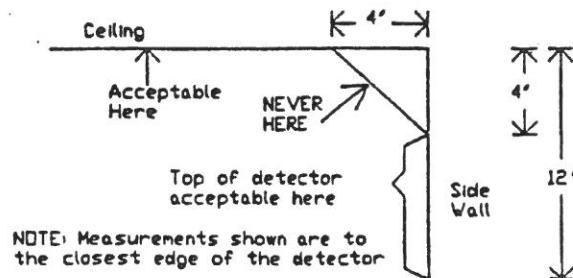 4"
Ceiling
Acceptable
Here
NEVER
HERE
4"
Top of detector
acceptable here
Side
Wall
12"
NOTE: Measurements shown are to
the closest edge of the detector